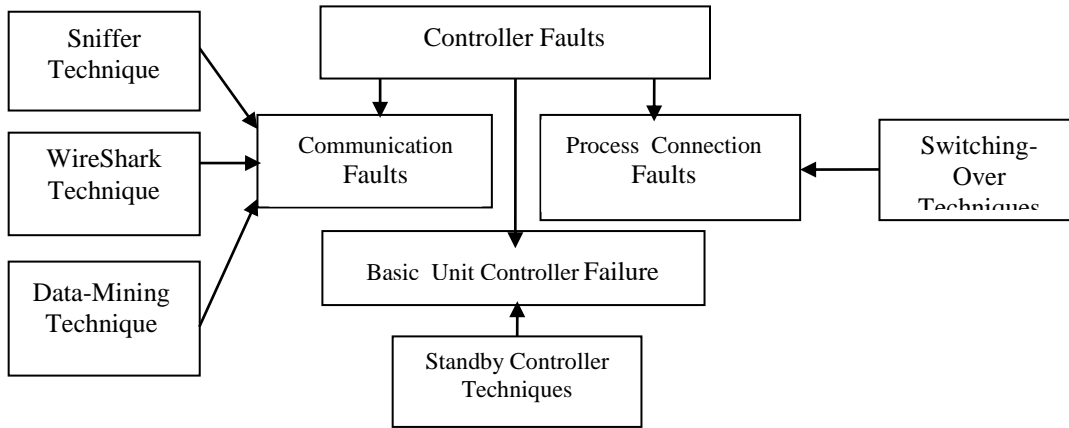 Sniffer
Technique
Controller Faults
WireShark
Technique
Communication
Faults
Process Connection
Faults
Switching-
Over
Techniques
Basic Unit Controller Failure
Data-Mining
Technique
Standby Controller
Techniques